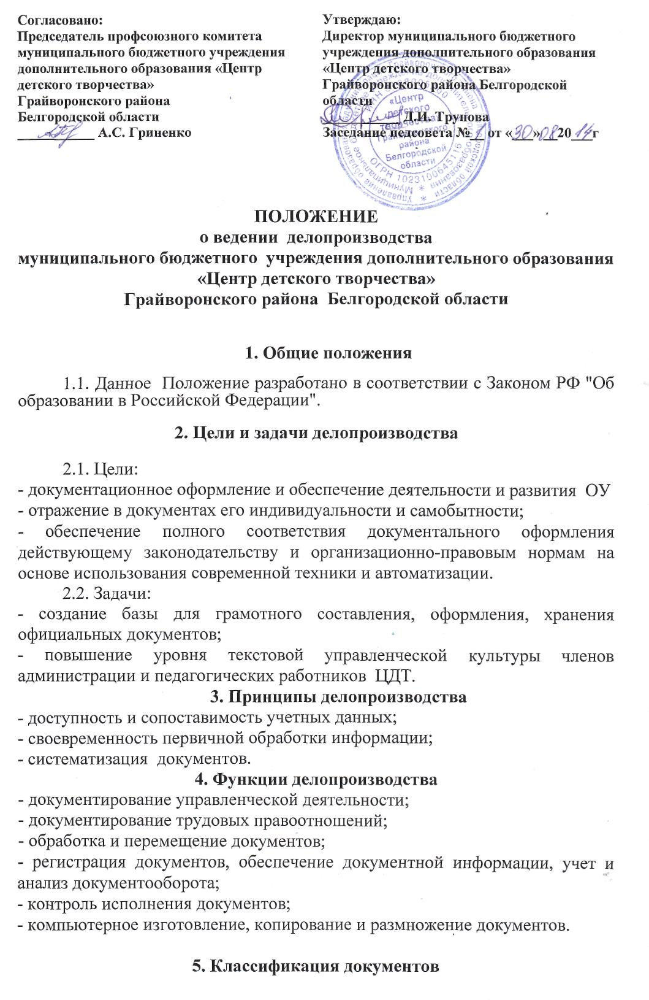 Согласовано:
Председатель профсоюзного комитета
муниципального бюджетного учреждения
дополнительного образования «Центр
детского творчества»
Грайворонского района
Белгородской области
____________ А.С. Гриненко
Утверждаю:
Директор муниципального бюджетного
учреждения дополнительного образования
«Центр детского творчества»
Грайворонского района Белгородской
области
____________ Д.И. Трунова
Заседание педсовета №1 от «30» 08 2014г
«Центр
детского
творчества»
Грайворонского
района
Белгородской
области
ОГРН 1023100645116
ПОЛОЖЕНИЕ
о ведении делопроизводства
муниципального бюджетного учреждения дополнительного образования
«Центр детского творчества»
Грайворонского района Белгородской области
1. Общие положения
1.1. Данное Положение разработано в соответствии с Законом РФ "Об
образовании в Российской Федерации".
2. Цели и задачи делопроизводства
2.1. Цели:
- документационное оформление и обеспечение деятельности и развития ОУ
- отражение в документах его индивидуальности и самобытности;
- обеспечение полного соответствия документального оформления
действующему законодательству и организационно-правовым нормам на
основе использования современной техники и автоматизации.
2.2. Задачи:
- создание базы для грамотного составления, оформления, хранения
официальных документов;
- повышение уровня текстовой управленческой культуры членов
администрации и педагогических работников ЦДТ.
3. Принципы делопроизводства
- доступность и сопоставимость учетных данных;
- своевременность первичной обработки информации;
- систематизация документов.
4. Функции делопроизводства
- документирование управленческой деятельности;
- документирование трудовых правоотношений;
- обработка и перемещение документов;
- регистрация документов, обеспечение документной информации, учет и
анализ документооборота;
- контроль исполнения документов;
- компьютерное изготовление, копирование и размножение документов.
5. Классификация документов